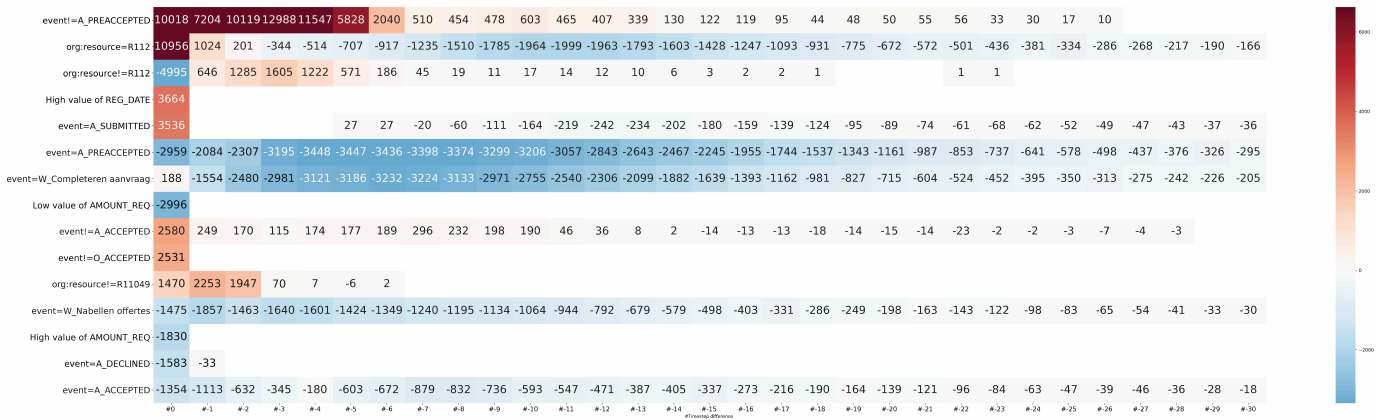 event!=A_PREACCEPTED 10018 7204 10119 12988 11547 5828 2040 510 454 478 603 465 407 339 130 122 119 95 44 48 50 55 56 33 30 17 10
6000
org:resource=R112 10956 1024 201 -344 -514 -707 -917 -1235 -1510 -1785 -1964 -1999 -1963 -1793 -1603 -1428 -1247 -1093 -931 -775 -672 -572 -501 -436 -381 -334 -286 -268 -217 -190 -166
org:resource!=R112 -4995 646 1285 1605 1222 571 186 45 19 11 17 14 12 10 6 3 2 2 1 1 1
High value of REG_DATE 3664
4000
event=A_SUBMITTED 3536 27 27 -20 -60 -111 -164 -219 -242 -234 -202 -180 -159 -139 -124 -95 -89 -74 -61 -68 -62 -52 -49 -47 -43 -37 -36
event=A_PREACCEPTED -2959 -2084 -2307 -3195 -3448 -3447 -3436 -3398 -3374 -3299 -3206 -3057 -2843 -2643 -2467 -2245 -1955 -1744 -1537 -1343 -1161 -987 -853 -737 -641 -578 -498 -437 -376 -326 -295
event=W_Completeren aanvraag 188 -1554 -2480 -2981 -3121 -3186 -3232 -3224 -3133 -2971 -2755 -2540 -2306 -2099 -1882 -1639 -1393 -1162 -981 -827 -715 -604 -524 -452 -395 -350 -313 -275 -242 -226 -205
2000
Low value of AMOUNT_REQ -2996
event!=A_ACCEPTED 2580 249 170 115 174 177 189 296 232 198 190 46 36 8 2 -14 -13 -13 -18 -14 -15 -14 -23 -2 -2 -3 -7 -4 -3
event!=O_ACCEPTED 2531
0
org:resource!=R11049 1470 2253 1947 70 7 -6 2
event=W_Nabellen offertes -1475 -1857 -1463 -1640 -1601 -1424 -1349 -1240 -1195 -1134 -1064 -944 -792 -679 -579 -498 -403 -331 -286 -249 -198 -163 -143 -122 -98 -83 -65 -54 -41 -33 -30
High value of AMOUNT_REQ -1830
−2000
event=A_DECLINED -1583 -33
event=A_ACCEPTED -1354 -1113 -632 -345 -180 -603 -672 -879 -832 -736 -593 -547 -471 -387 -405 -337 -273 -216 -190 -164 -139 -121 -96 -84 -63 -47 -39 -46 -36 -28 -18
#0 #-1 #-2 #-3 #-4 #-5 #-6 #-7 #-8 #-9 #-10 #-11 #-12 #-13 #-14 #-15 #-16 #-17 #-18 #-19 #-20 #-21 #-22 #-23 #-24 #-25 #-26 #-27 #-28 #-29 #-30
#Timestep difference